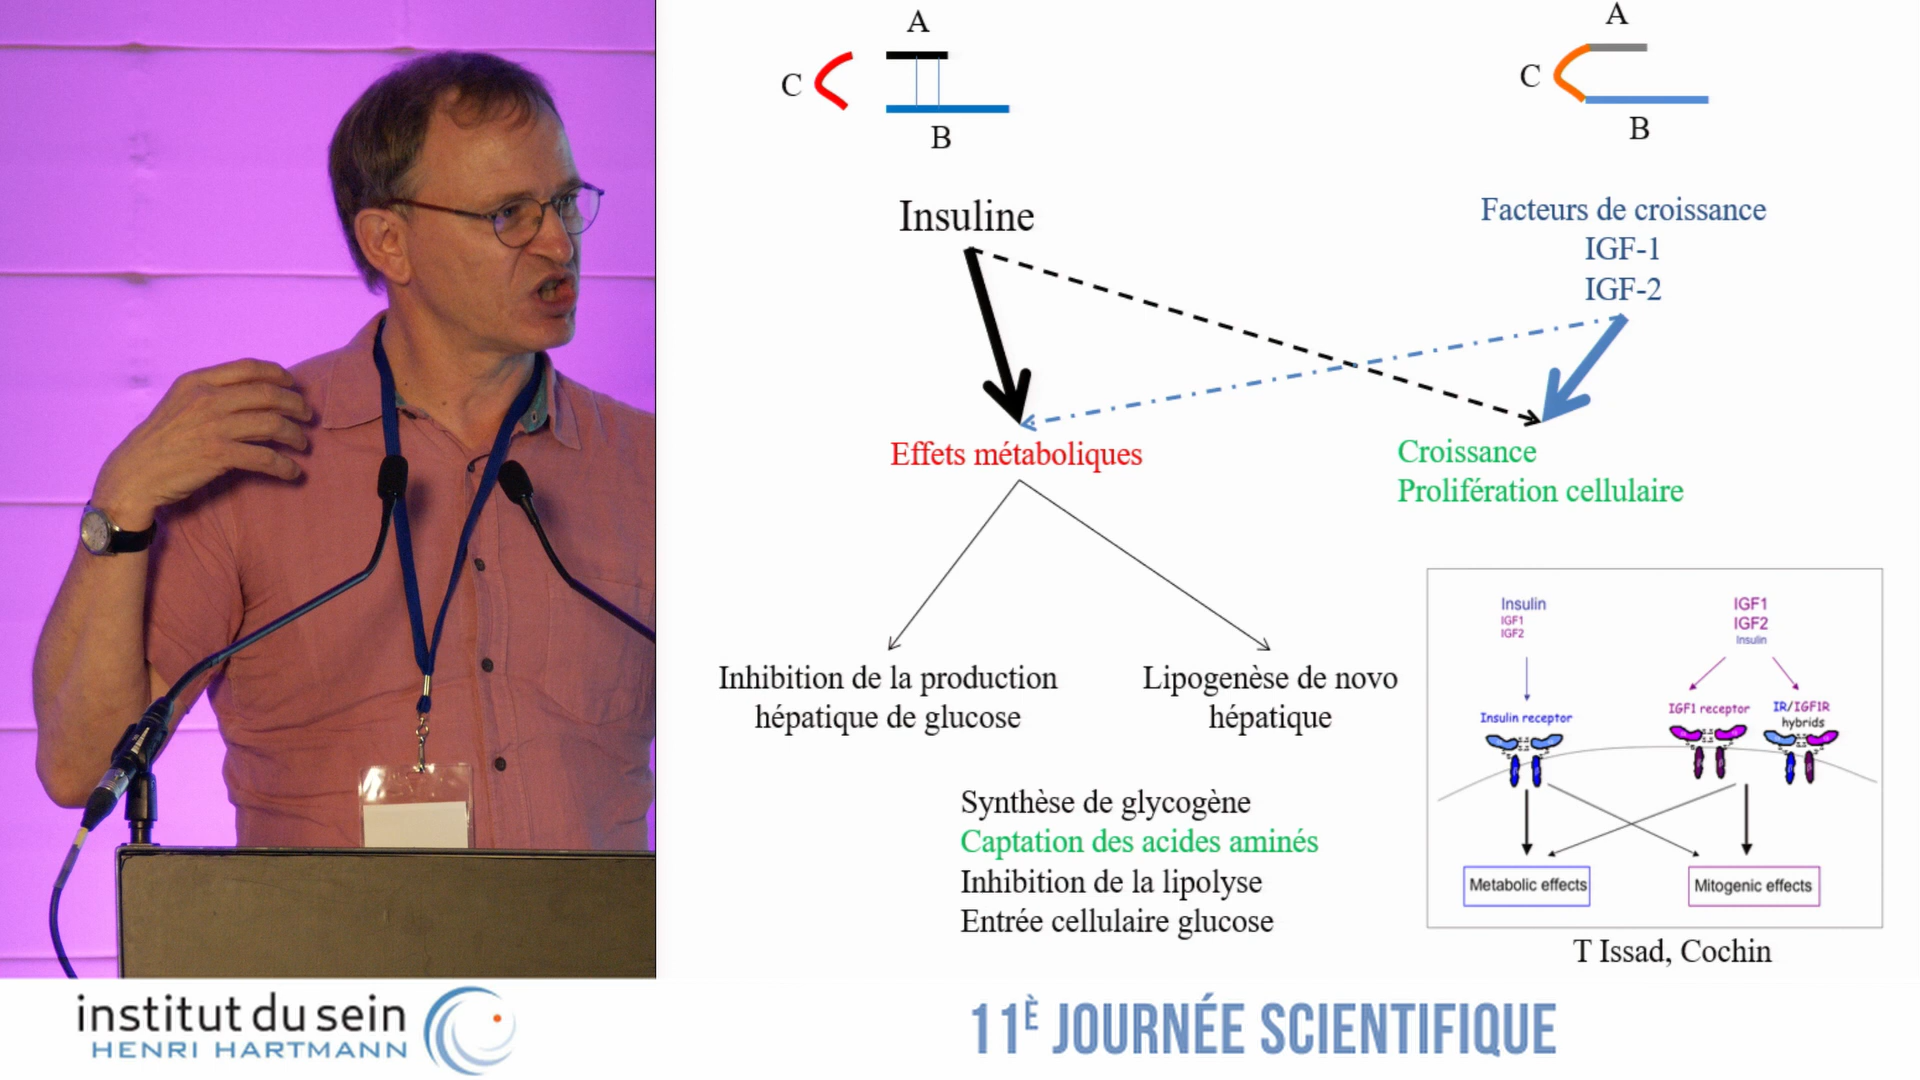 A
C
B
Insuline
A
C
B
Facteurs de croissance
IGF-1
IGF-2
Effets métaboliques
Croissance
Prolifération cellulaire
Inhibition de la production
hépatique de glucose
Lipogenèse de novo
hépatique
Synthèse de glycogène
Captation des acides aminés
Inhibition de la lipolyse
Entrée cellulaire glucose
Insulin
IGF1
IGF2
IGF1
IGF2
Insulin
Insulin receptor
IGF1 receptor
IR/IGF1R
hybrids
Metabolic effects
Mitogenic effects
T Issad, Cochin
institut du sein
HENRI HARTMANN
11È JOURNÉE SCIENTIFIQUE